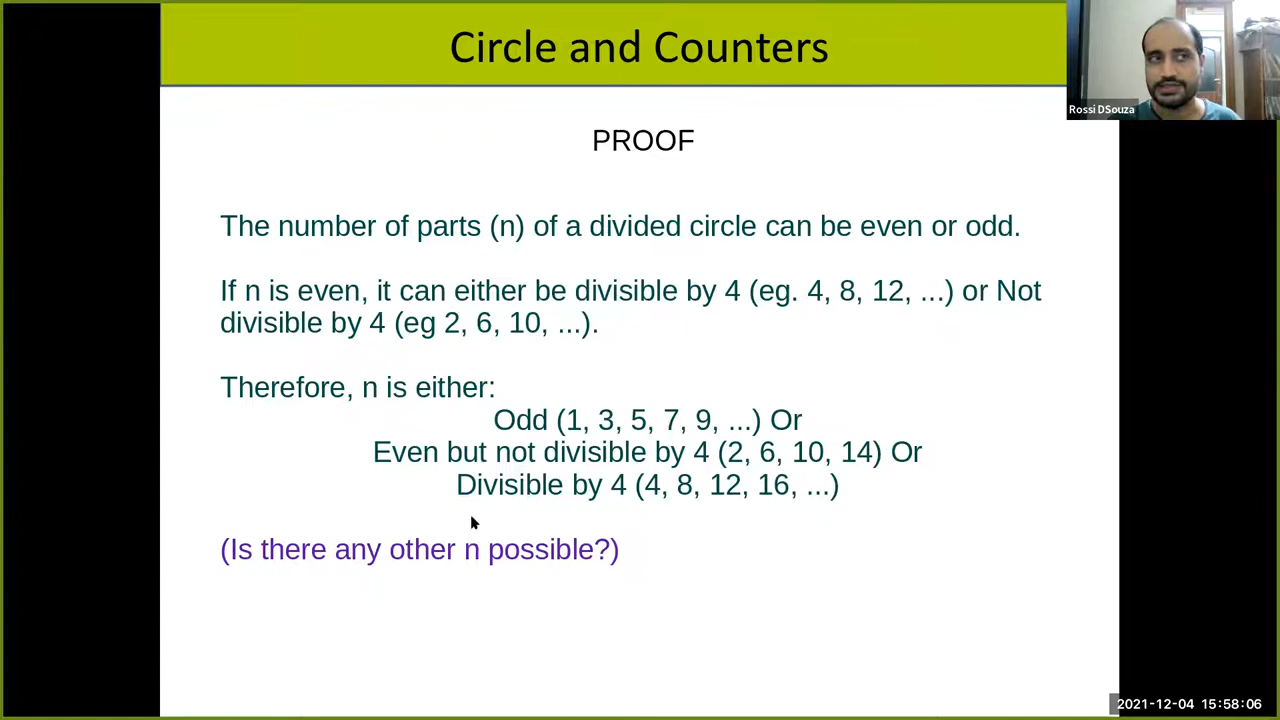 Circle and Counters
Rossi DSouza
PROOF
The number of parts (n) of a divided circle can be even or odd.
If n is even, it can either be divisible by 4 (eg. 4, 8, 12, ...) or Not
divisible by 4 (eg 2, 6, 10, ...).
Therefore, n is either:
Odd (1, 3, 5, 7, 9, ...) Or
Even but not divisible by 4 (2, 6, 10, 14) Or
Divisible by 4 (4, 8, 12, 16, ...)
(Is there any other n possible?)
2021-12-04 15:58:06